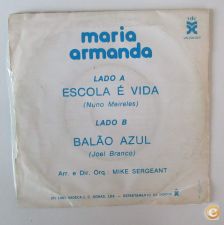 maria
armanda
LADO A
ESCOLA É VIDA
(Nuno Meireles)
LADO B
BALÃO AZUL
(Joel Branco)
Arr. e Dir. Orq.: MIKE SERGEANT